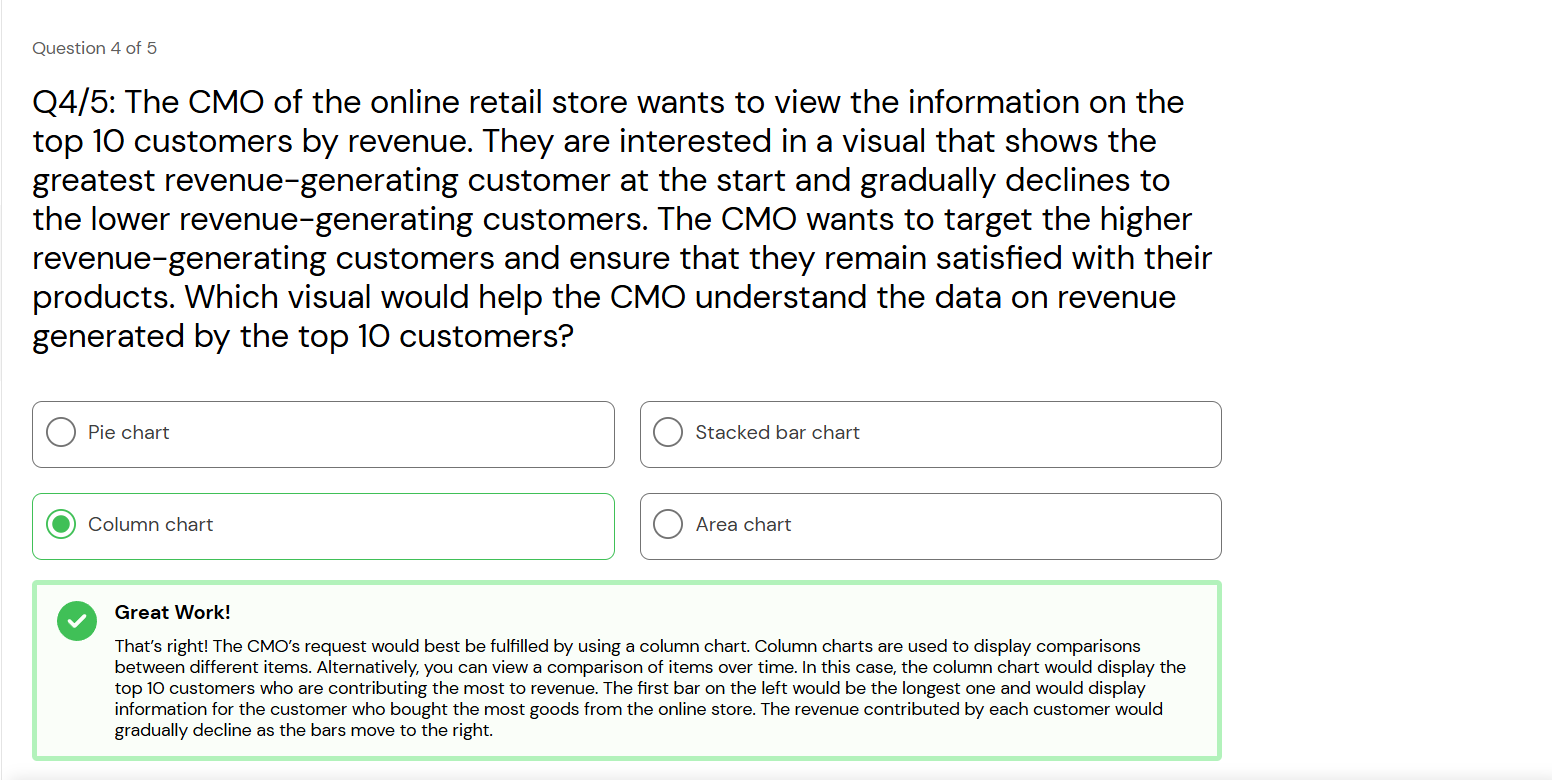 Question 4 of 5
Q4/5: The CMO of the online retail store wants to view the information on the
top 10 customers by revenue. They are interested in a visual that shows the
greatest revenue-generating customer at the start and gradually declines to
the lower revenue-generating customers. The CMO wants to target the higher
revenue-generating customers and ensure that they remain satisfied with their
products. Which visual would help the CMO understand the data on revenue
generated by the top 10 customers?
Pie chart
Stacked bar chart
Column chart
Area chart
Great Work!
That's right! The CMO's request would best be fulfilled by using a column chart. Column charts are used to display comparisons
between different items. Alternatively, you can view a comparison of items over time. In this case, the column chart would display the
top 10 customers who are contributing the most to revenue. The first bar on the left would be the longest one and would display
information for the customer who bought the most goods from the online store. The revenue contributed by each customer would
gradually decline as the bars move to the right.